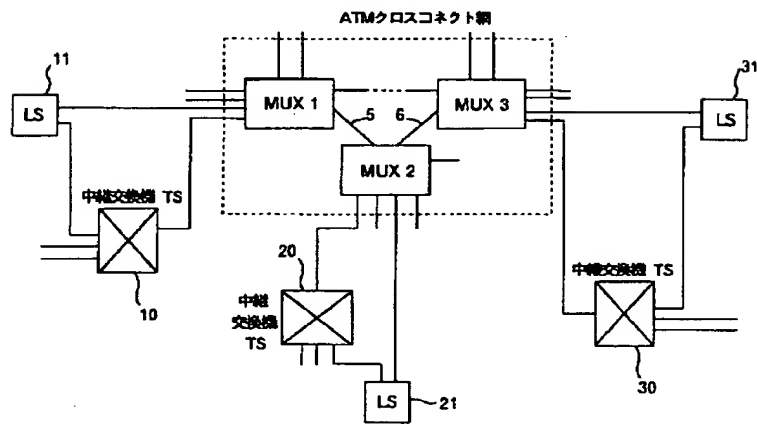 ATMクロスコネクト網
11
31
LS
MUX 1
5
6
MUX 3
LS
MUX 2
中継交換機 TS
10
20
中継
交換機
TS
中継交換機 TS
30
LS
21